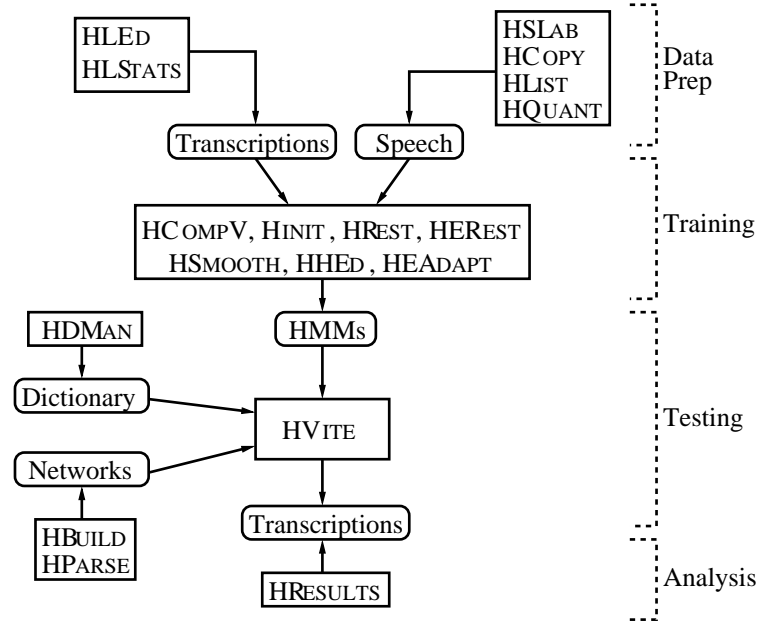 HLED
HLSTATS
HSLAB
HCOPY
HLIST
HQUANT
Data
Prep
Transcriptions
Speech
HCOMPV, HINIT, HREST, HEREST
HSMOOTH, HHED, HEADAPT
Training
HDMAN
HMMs
Dictionary
HVITE
Testing
Networks
HBUILD
HPARSE
Transcriptions
HRESULTS
Analysis